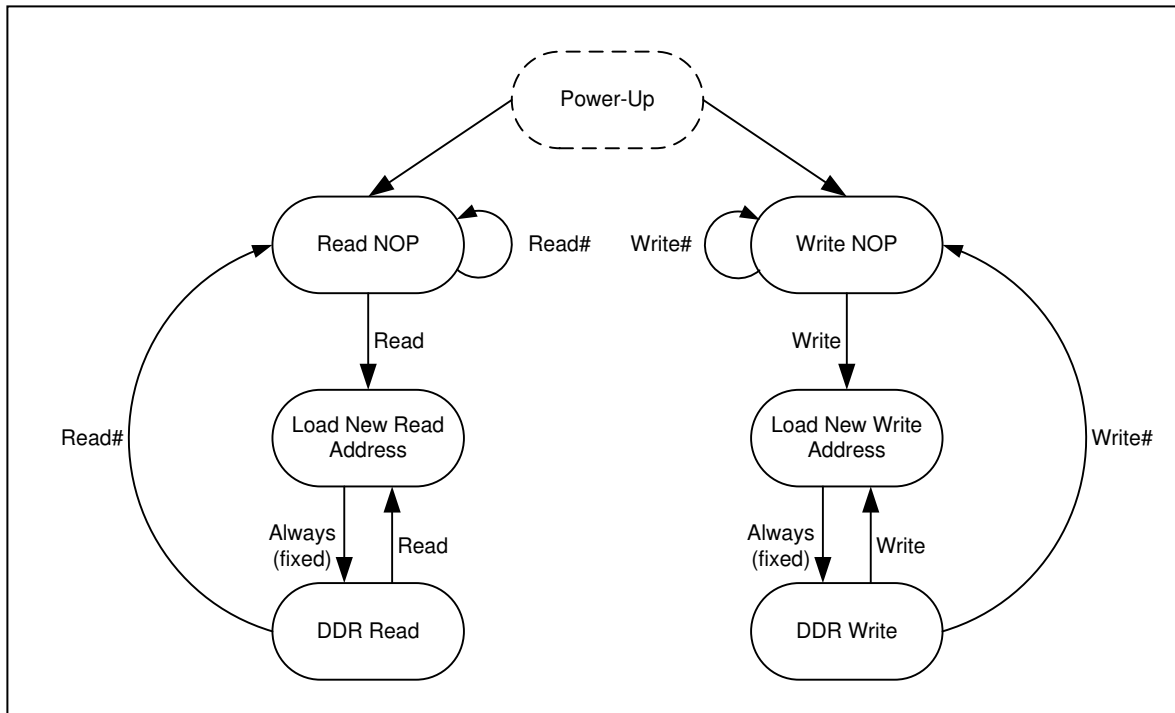 Power-Up
Read NOP
Read#
Write#
Write NOP
Read
Write
Read#
Load New Read
Address
Load New Write
Address
Write#
Always
(fixed)
Read
Always
(fixed)
Write
DDR Read
DDR Write